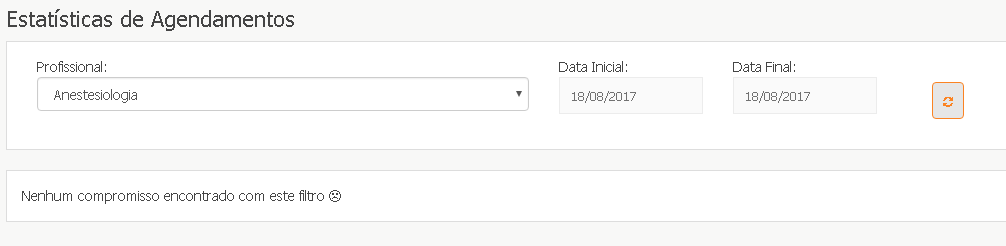 Estatísticas de Agendamentos
Profissional: Data Inicial: Data Final:
Anestesiologia 18/08/2017 18/08/2017
Nenhum compromisso encontrado com este filtro ☹